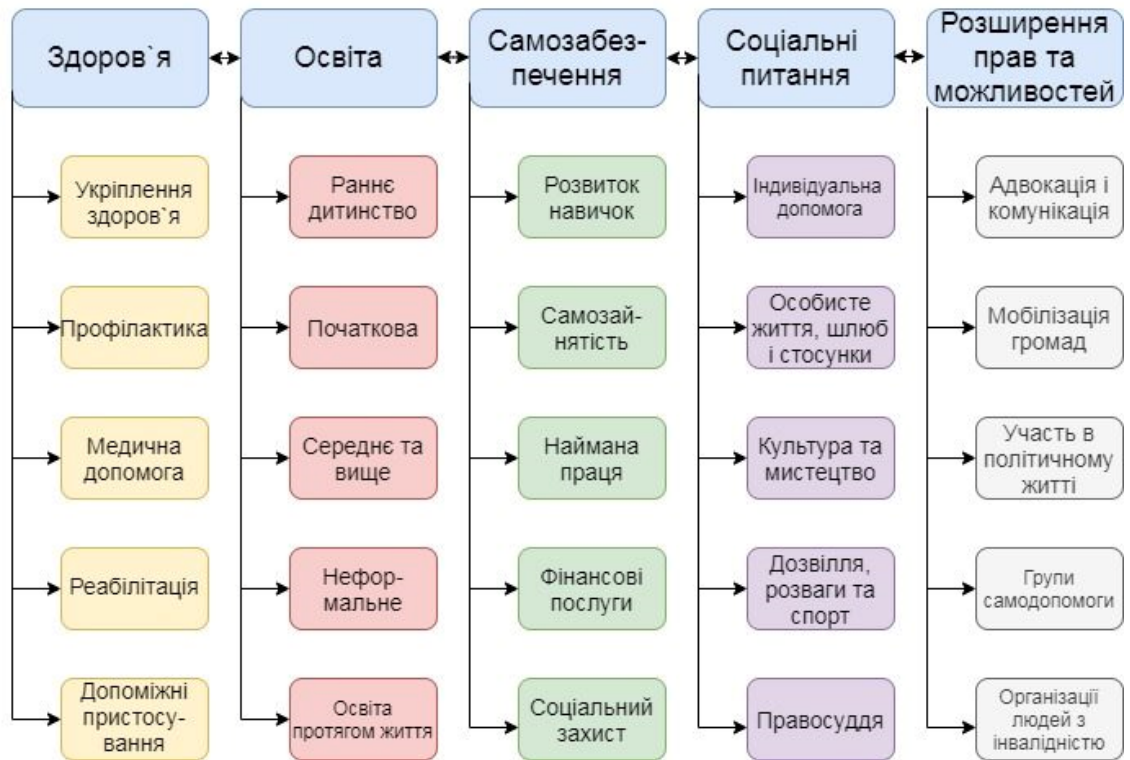 Здоров`я
Освіта
Самозабез-
печення
Соціальні
питання
Розширення
прав та
можливостей
Укріплення
здоров`я
Раннє
дитинство
Розвиток
навичок
Індивідуальна
допомога
Адвокація і
комунікація
Профілактика
Початкова
Самозай-
нятість
Особисте
життя, шлюб
і стосунки
Мобілізація
громад
Медична
допомога
Середнє та
вище
Наймана
праця
Культура та
мистецтво
Участь в
політичному
житті
Реабілітація
Нефор-
мальне
Фінансові
послуги
Дозвілля,
розваги та
спорт
Групи
самодопомоги
Допоміжні
пристосу-
вання
Освіта
протягом життя
Соціальний
захист
Правосуддя
Організації
людей з
інвалідністю